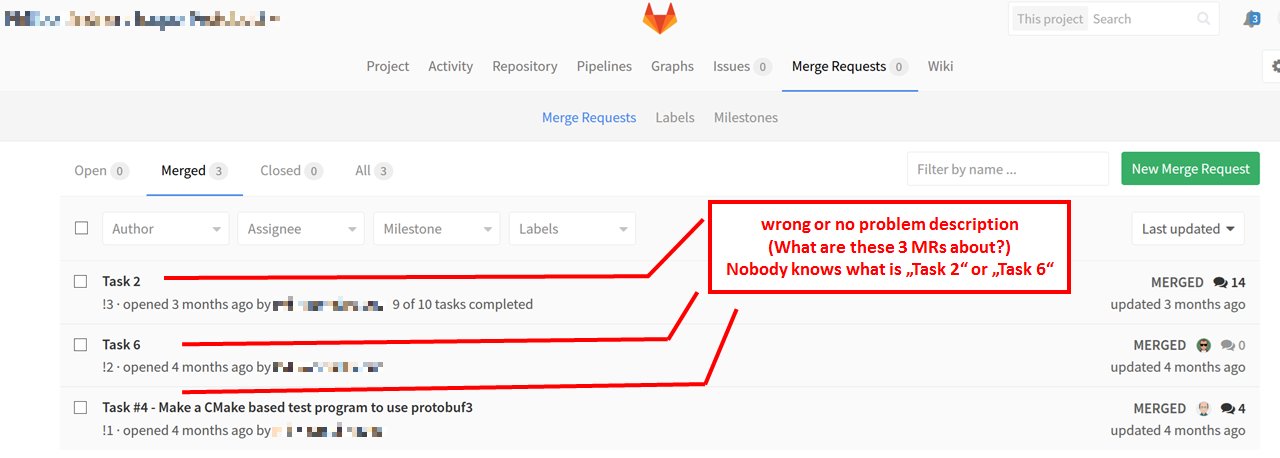 This project Search 3
Project Activity Repository Pipelines Graphs Issues 0 Merge Requests 0 Wiki
Merge Requests Labels Milestones
Open 0 Merged 3 Closed 0 All 3 Filter by name ... New Merge Request
Author Assignee Milestone Labels Last updated
wrong or no problem description
(What are these 3 MRs about?)
Nobody knows what is „Task 2“ or „Task 6“
Task 2 MERGED 14
!3 · opened 3 months ago by 9 of 10 tasks completed updated 3 months ago
Task 6 MERGED 0
!2 · opened 4 months ago by updated 4 months ago
Task #4 - Make a CMake based test program to use protobuf3 MERGED 4
!1 · opened 4 months ago by updated 4 months ago